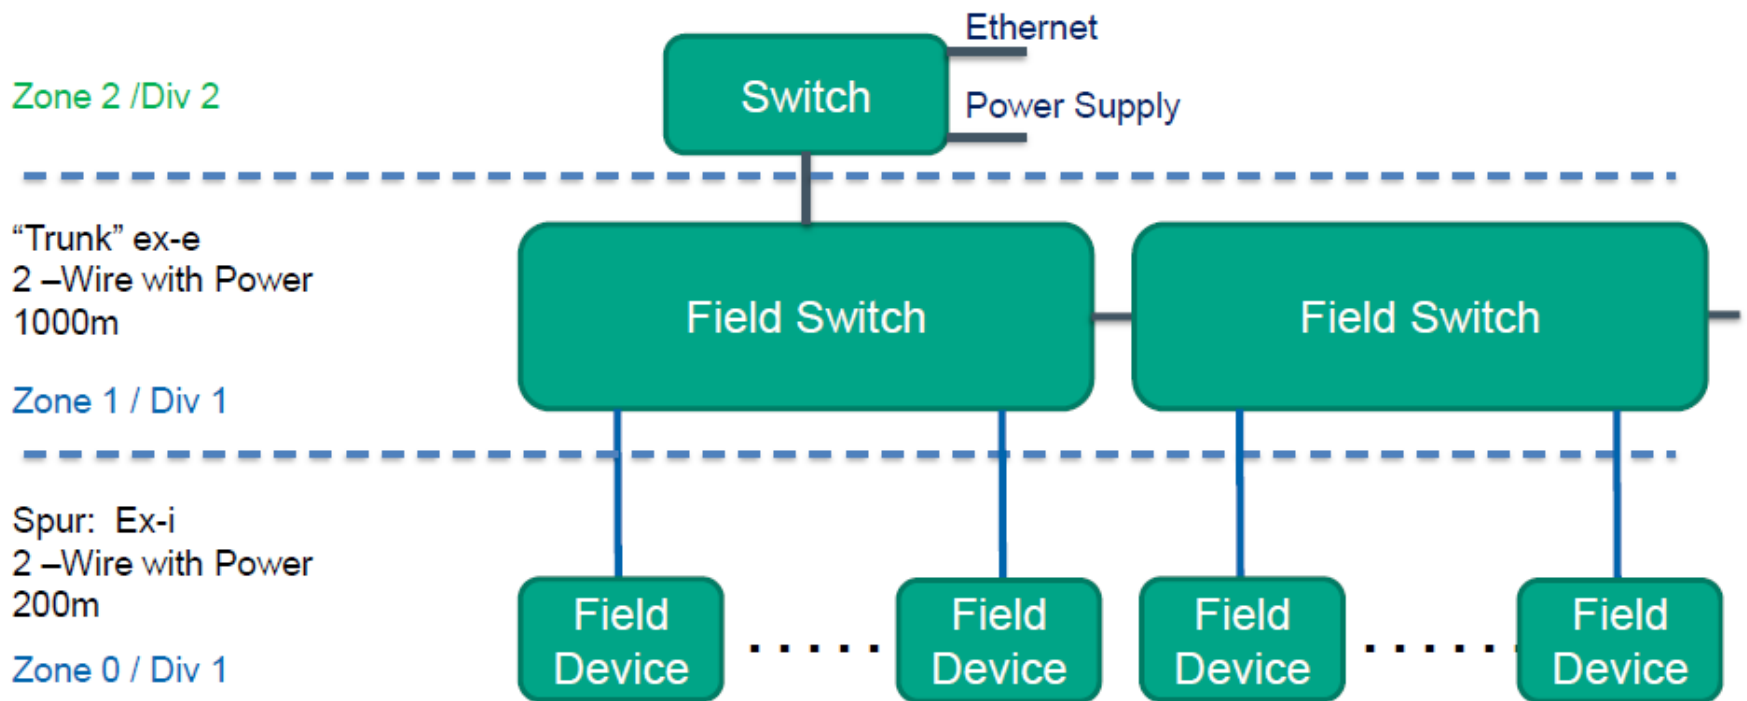 Ethernet
Zone 2 /Div 2
Switch
Power Supply
“Trunk” ex-e
2 –Wire with Power
1000m
Field Switch
Field Switch
Zone 1 / Div 1
Spur:  Ex-i
2 –Wire with Power
200m
Zone 0 / Div 1
Field
Device
Field
Device
Field
Device
Field
Device